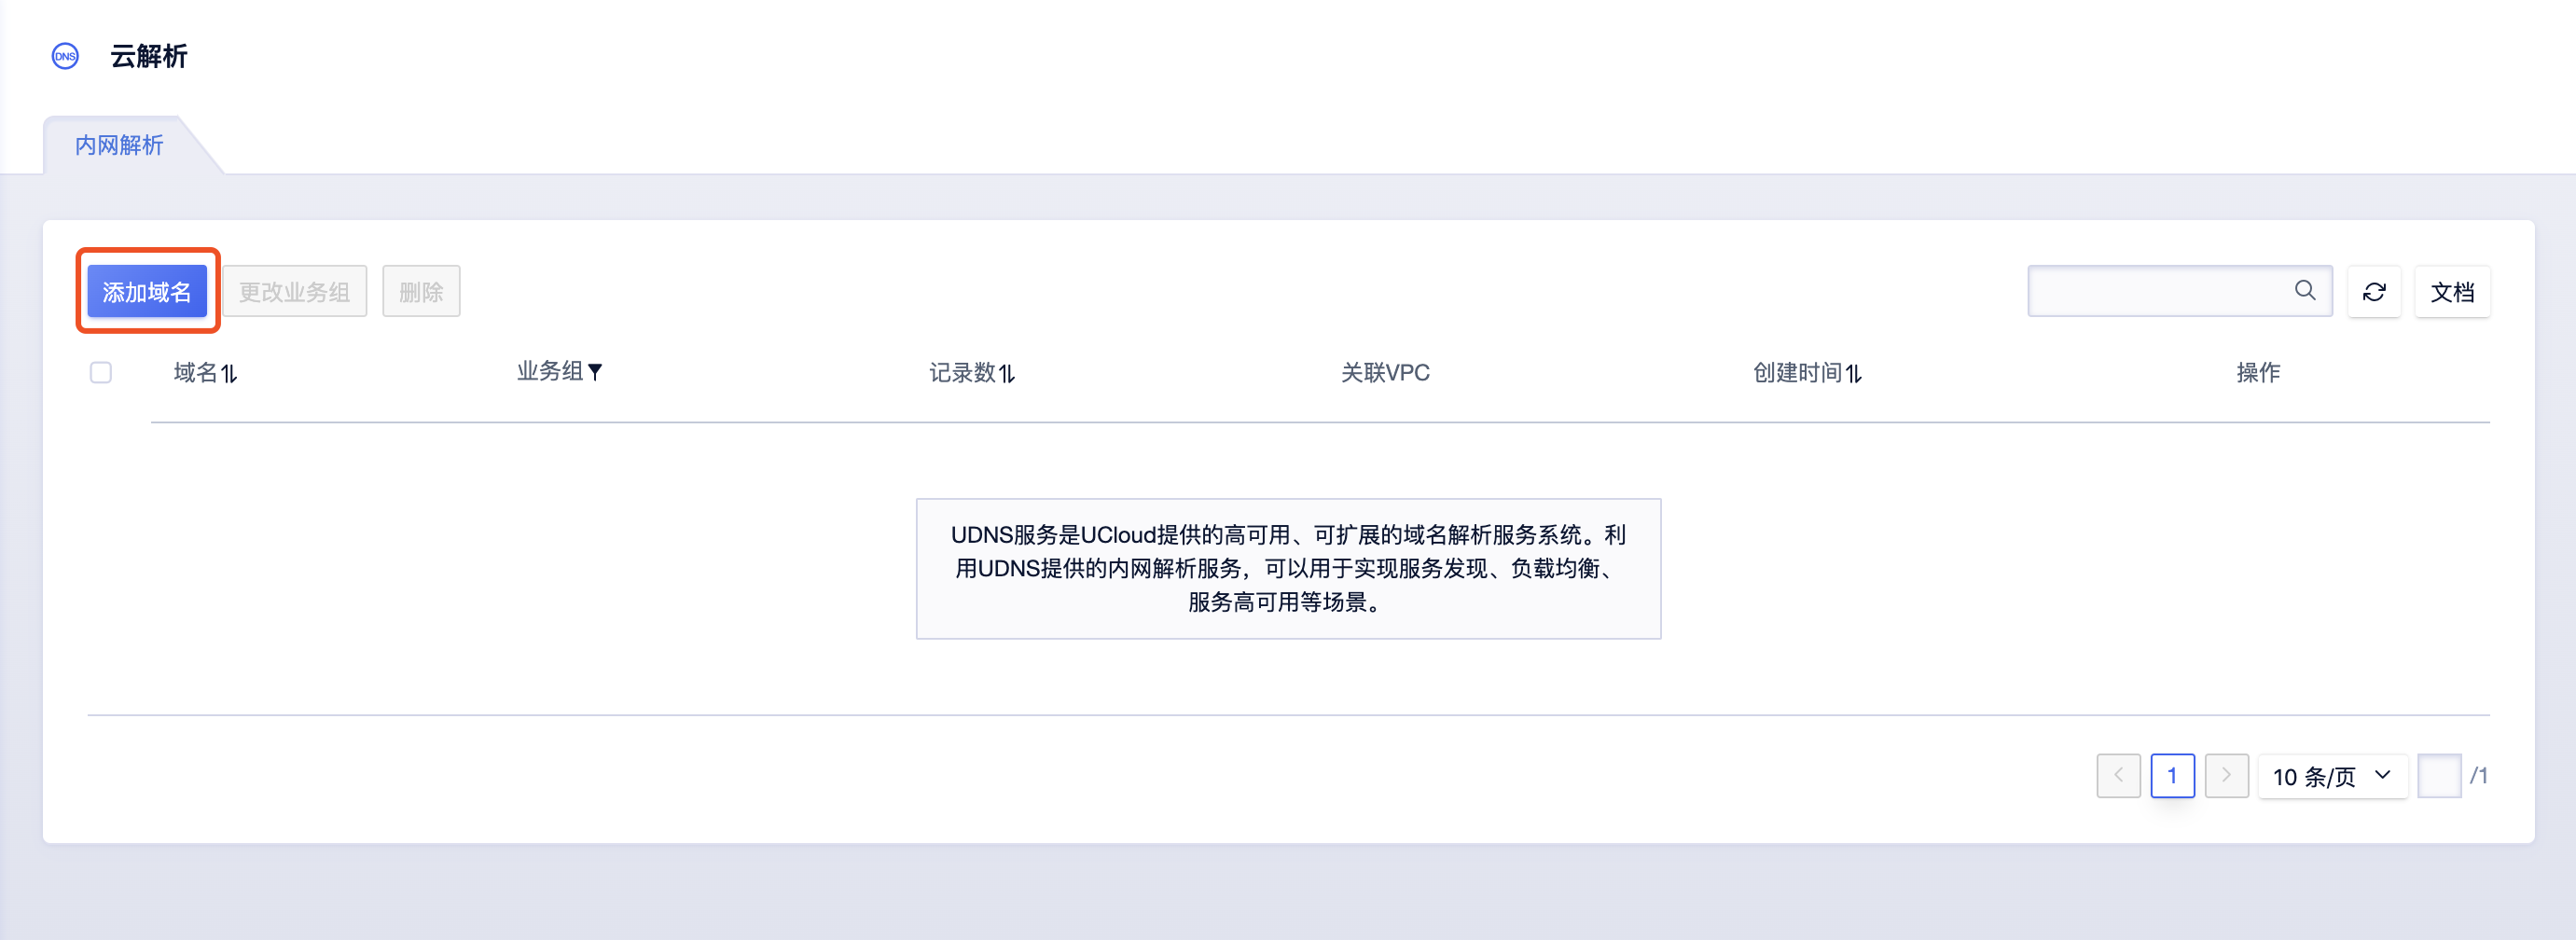 DNS 云解析
内网解析
添加域名 更改业务组 删除 文档
域名 业务组 记录数 关联VPC 创建时间 操作
UDNS服务是UCloud提供的高可用、可扩展的域名解析服务系统。利
用UDNS提供的内网解析服务，可以用于实现服务发现、负载均衡、
服务高可用等场景。
1 10 条/页 /1